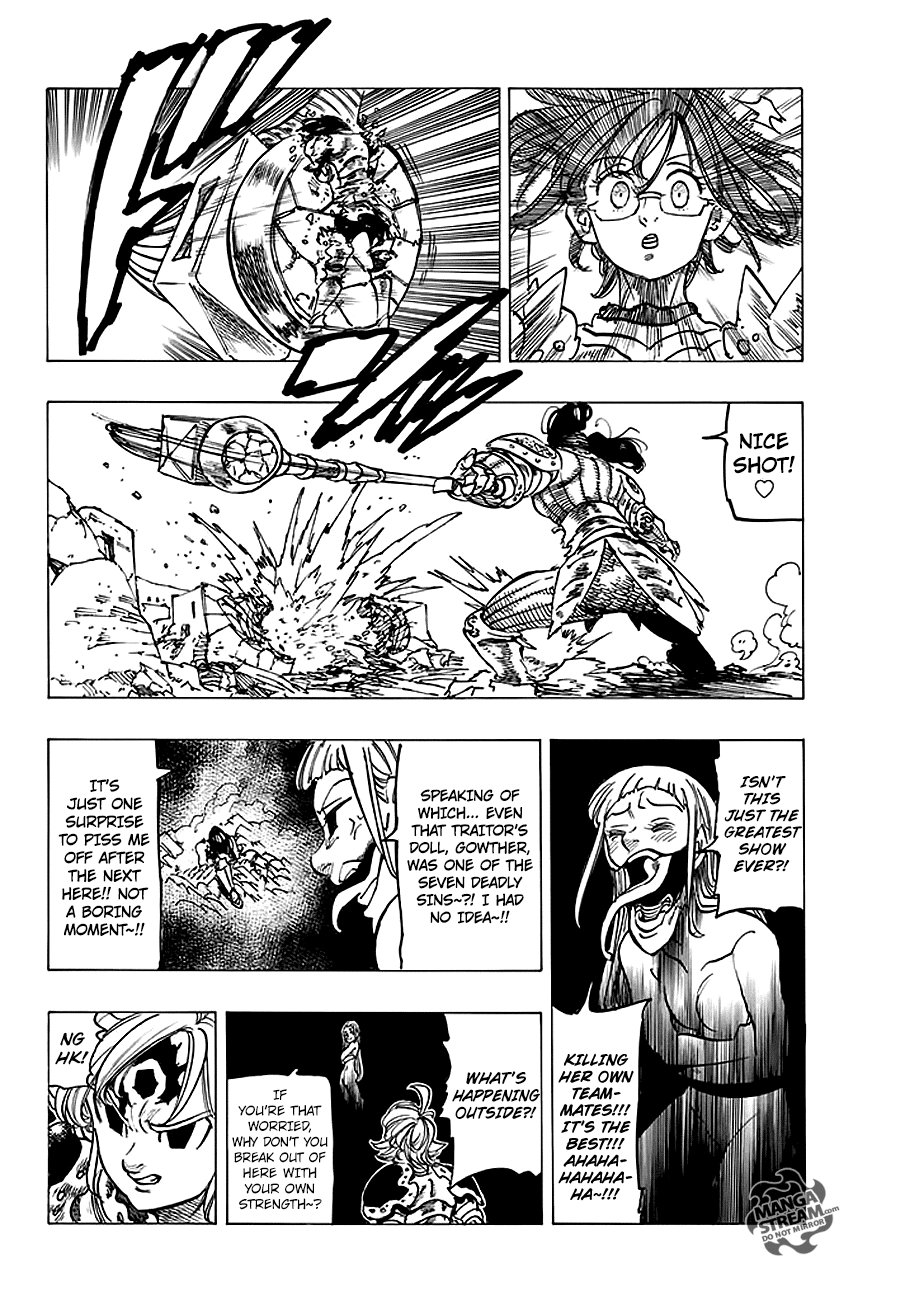 NICE
SHOT!
♡
ISN'T
THIS
JUST THE
GREATEST
SHOW
EVER?!
KILLING
HER OWN
TEAM-
MATES!!!
IT'S THE
BEST!!!
AHAHA-
HAHAHA-
HA~!!!
SPEAKING OF
WHICH... EVEN
THAT TRAITOR'S
DOLL, GOWTHER,
WAS ONE OF THE
SEVEN DEADLY
SINS~?! I HAD
NO IDEA~!!
IT'S
JUST ONE
SURPRISE
TO PISS ME
OFF AFTER
THE NEXT
HERE!! NOT
A BORING
MOMENT~!!
WHAT'S
HAPPENING
OUTSIDE?!
IF
YOU'RE THAT
WORRIED,
WHY DON'T YOU
BREAK OUT OF
HERE WITH
YOUR OWN
STRENGTH~?
NG
HK!
MANGA
STREAM.com
DO NOT MIRROR